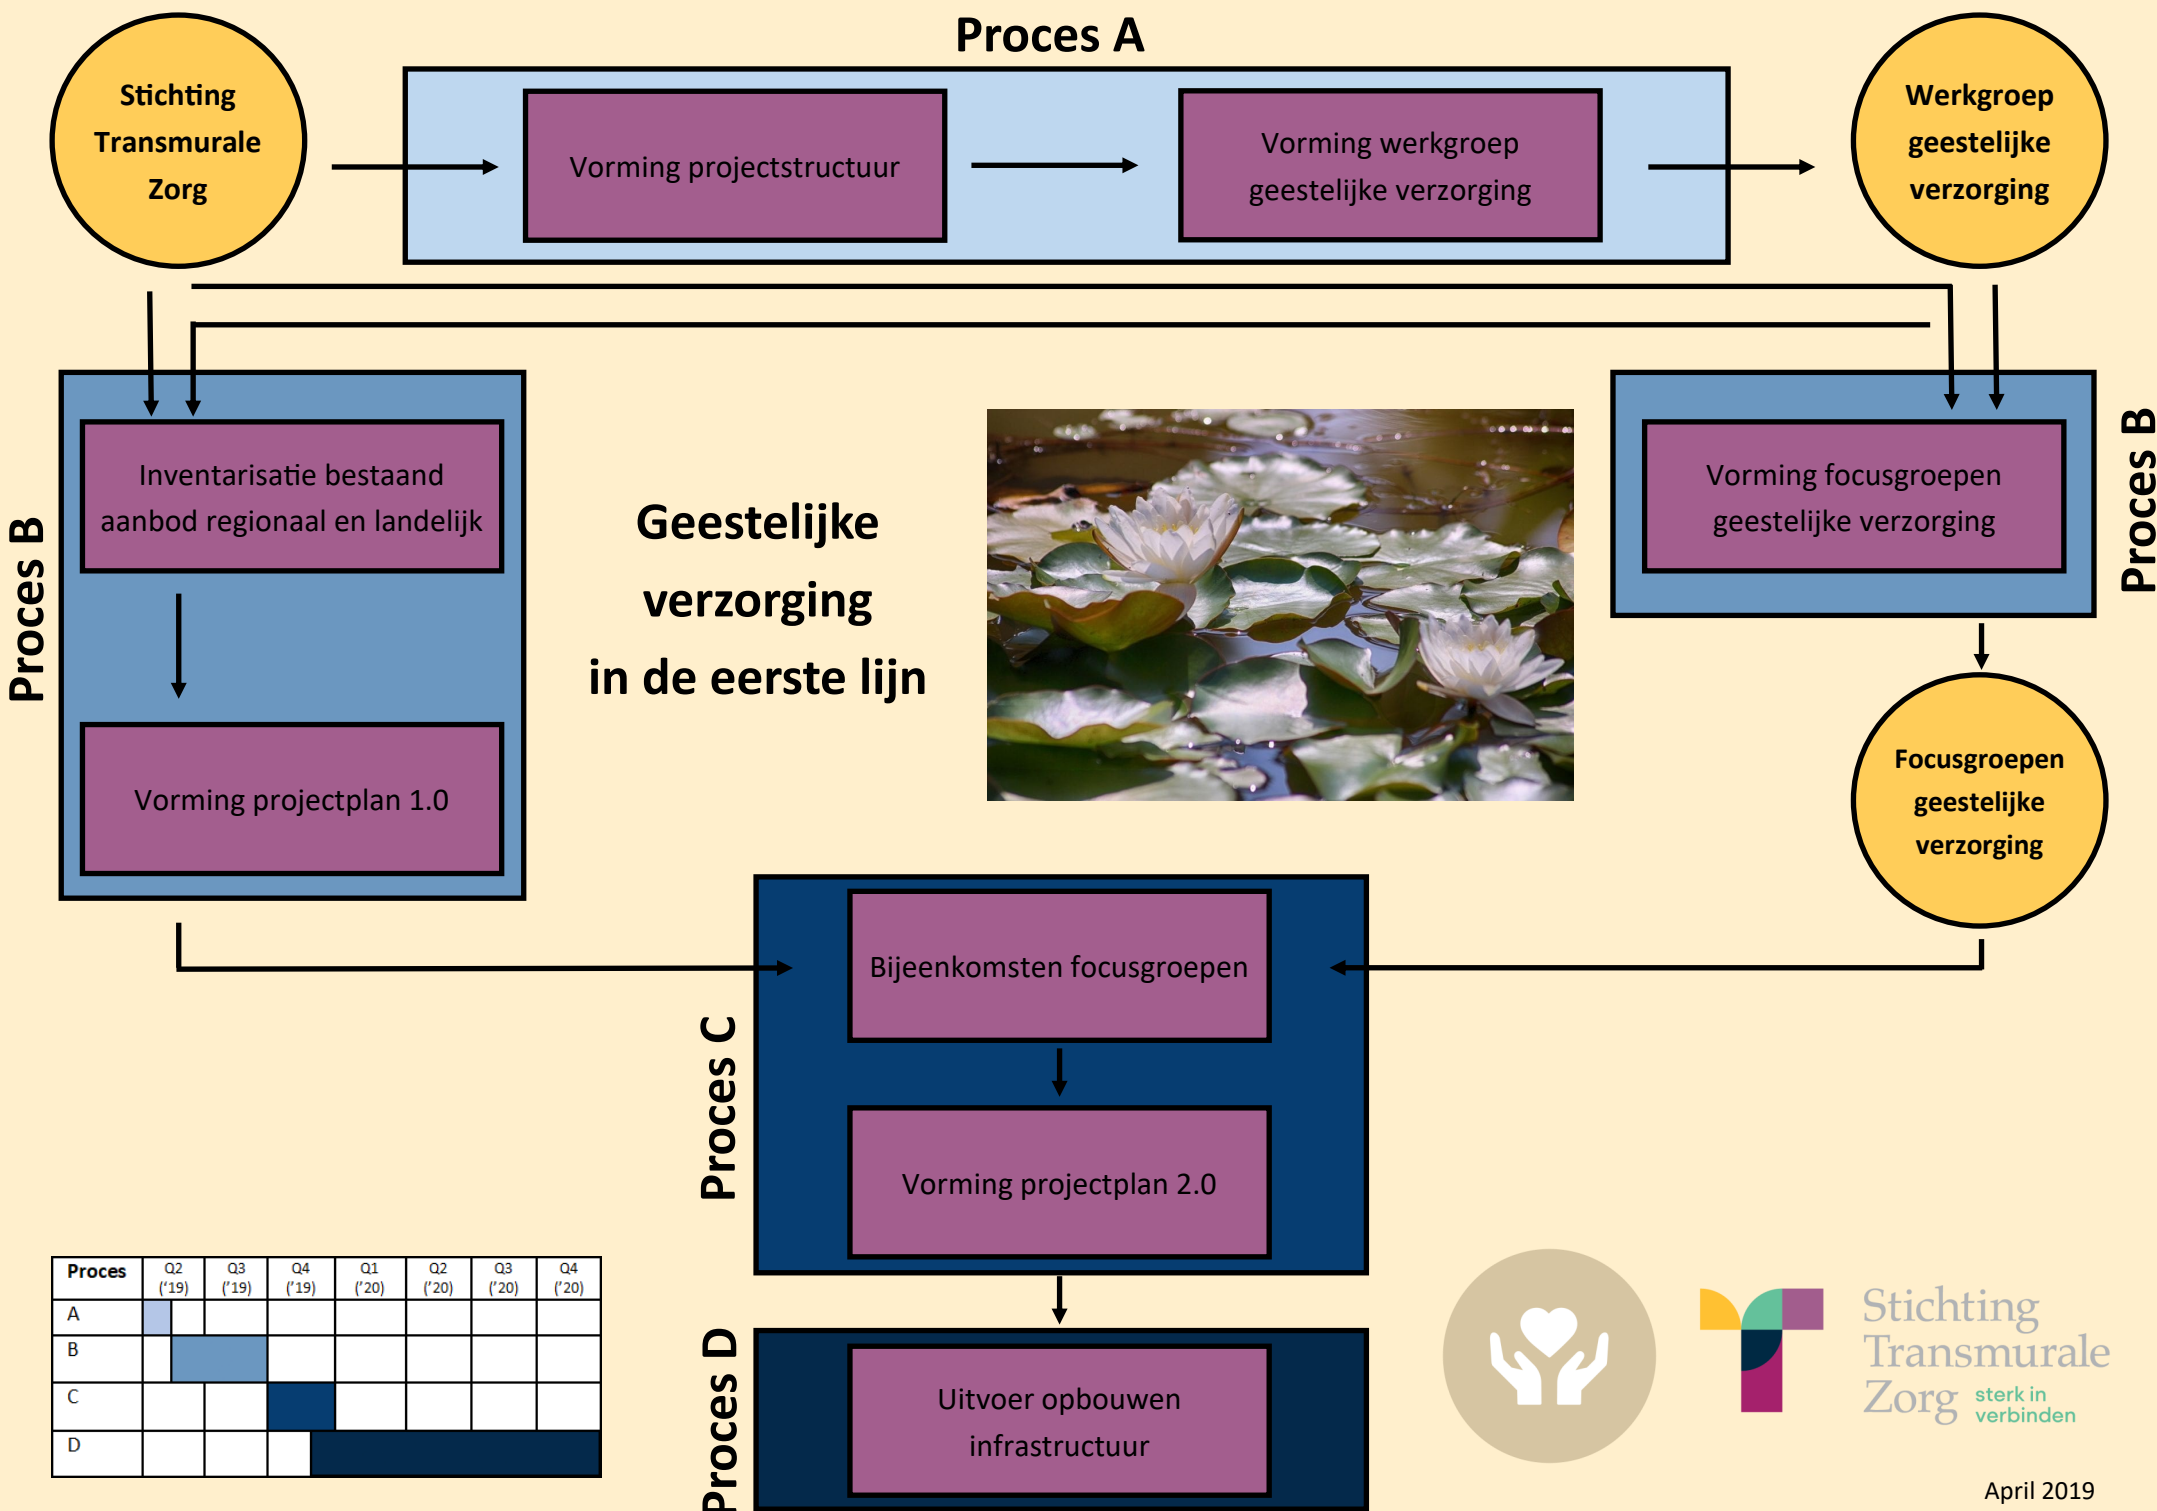 Proces A
Stichting
Transmurale
Zorg
Vorming projectstructuur
Vorming werkgroep
geestelijke verzorging
Werkgroep
geestelijke
verzorging
Proces B
Inventarisatie bestaand
aanbod regionaal en landelijk
Vorming projectplan 1.0
Geestelijke
verzorging
in de eerste lijn
Proces B
Vorming focusgroepen
geestelijke verzorging
Focusgroepen
geestelijke
verzorging
Proces C
Bijeenkomsten focusgroepen
Vorming projectplan 2.0
Proces D
Uitvoer opbouwen
infrastructuur
Proces Q2 Q3 Q4 Q1 Q2 Q3 Q4
('19) ('19) ('19) ('20) ('20) ('20) ('20)
A
B
C
D
Stichting
Transmurale
Zorg
sterk in
verbinden
April 2019